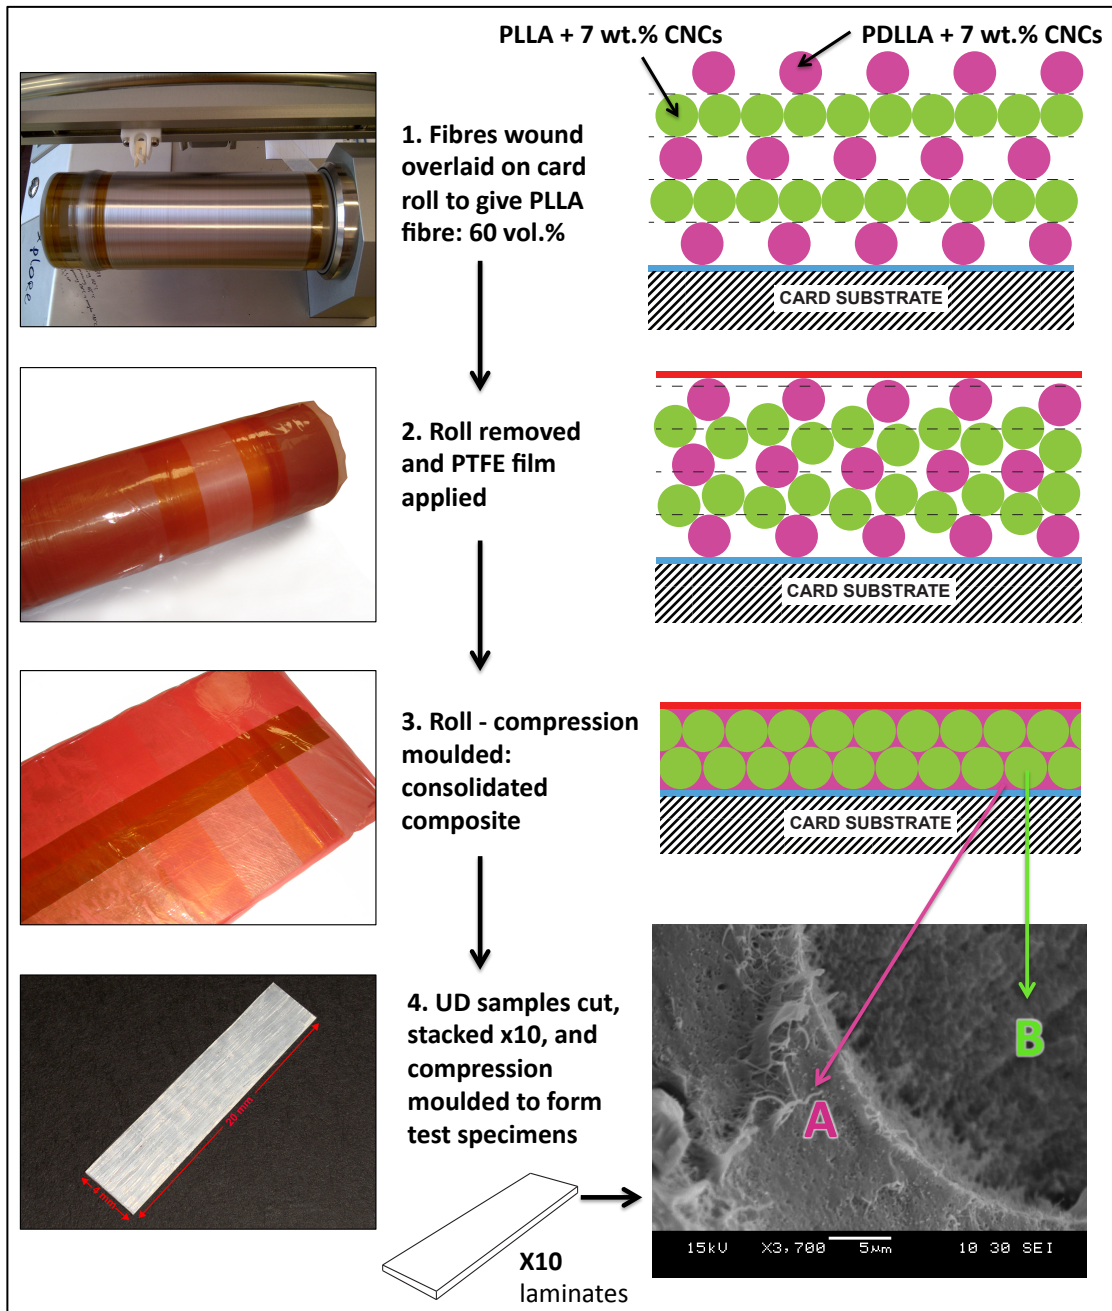 PLLA + 7 wt.% CNCs
PDLLA + 7 wt.% CNCs
1. Fibres wound
overlaid on card
roll to give PLLA
fibre: 60 vol.%
CARD SUBSTRATE
2. Roll removed
and PTFE film
applied
CARD SUBSTRATE
3. Roll - compression
moulded:
consolidated
composite
CARD SUBSTRATE
4. UD samples cut,
stacked x10, and
compression
moulded to form
test specimens
20 mm
4 mm
X10
laminates
A
B
15kV X3,700 5μm 10 30 SEI